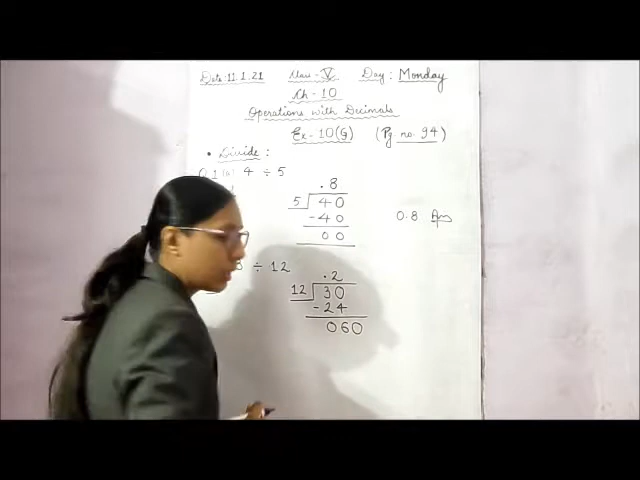 Date: 11.1.21 Class - V Day: Monday
Ch - 10
Operations with Decimals
Ex - 10(G) (Pg. no. 94)
• Divide :
Q.1 (a) 4 ÷ 5
.8
5 40
- 40
00
0.8 Ans
÷ 12
.2
12 30
- 24
060